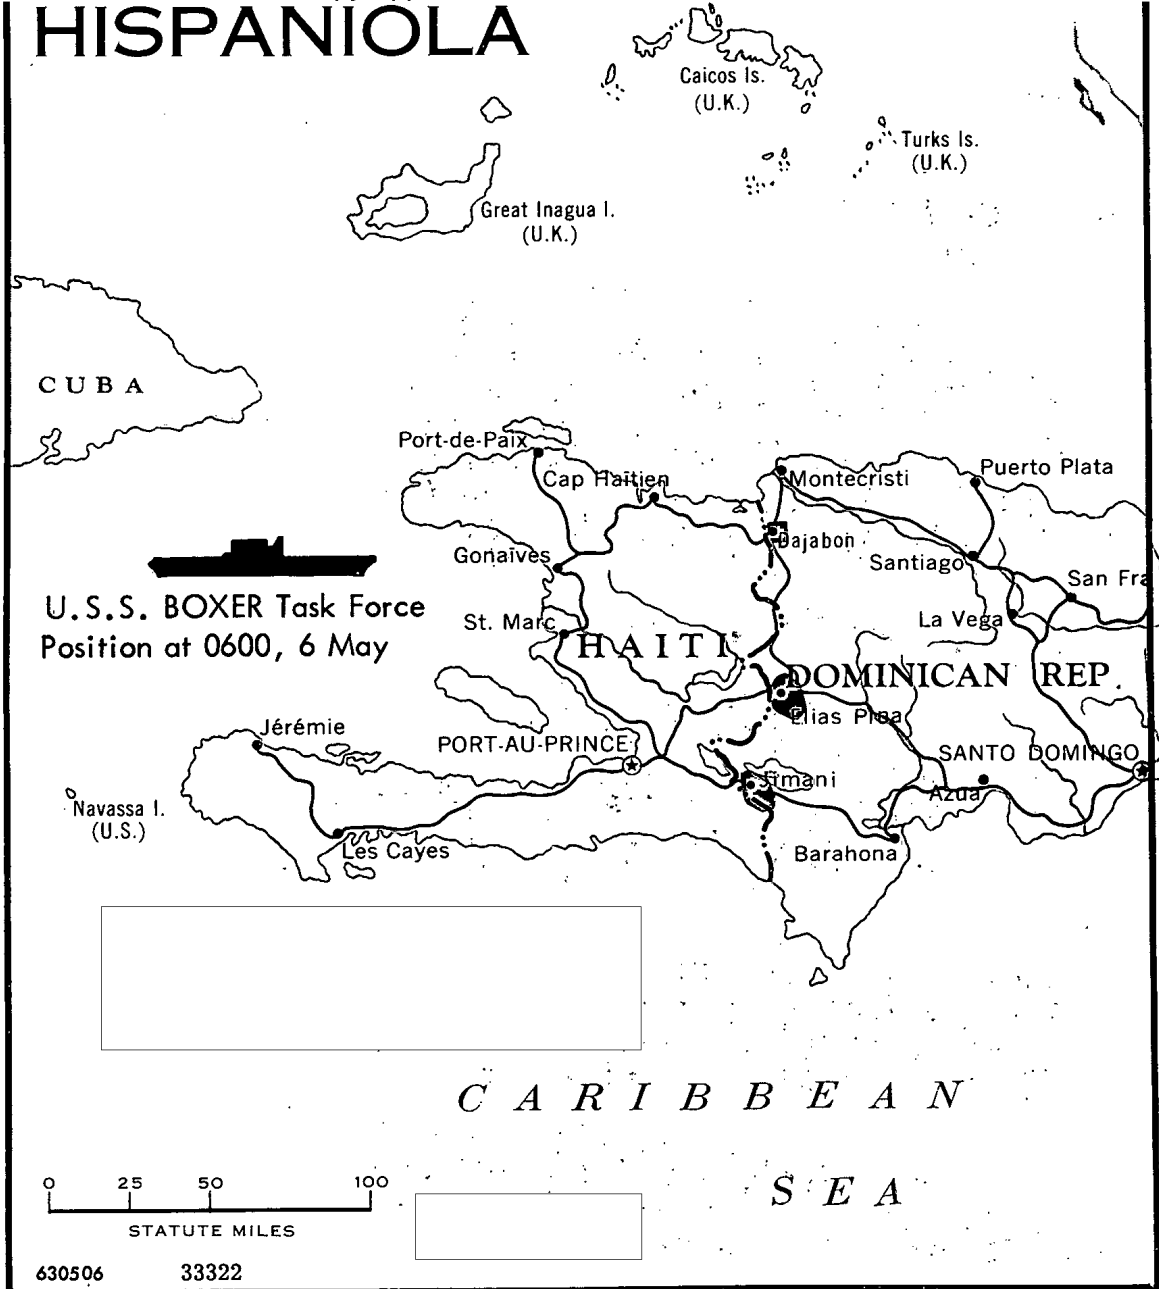 HISPANIOLA
Caicos Is.
(U.K.)
Turks Is.
(U.K.)
Great Inagua I.
(U.K.)
CUBA
Port-de-Paix
Cap Haïtien
Montecristi
Puerto Plata
Dajabon
Gonaïves
Santiago
San Fra
U.S.S. BOXER Task Force
Position at 0600, 6 May
St. Marc
La Vega
HAITI
DOMINICAN REP
Elias Pina
Jérémie
PORT-AU-PRINCE
SANTO DOMINGO
Jimani
Azua
Navassa I.
(U.S.)
Les Cayes
Barahona
CARIBBEAN
SEA
0 25 50 100
STATUTE MILES
630506 33322